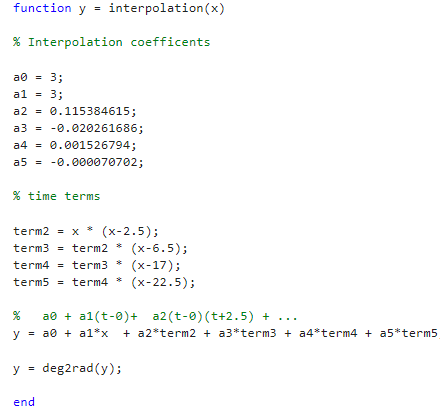 function y = interpolation(x)
% Interpolation coefficents
a0 = 3;
a1 = 3;
a2 = 0.115384615;
a3 = -0.020261686;
a4 = 0.001526794;
a5 = -0.000070702;
% time terms
term2 = x * (x-2.5);
term3 = term2 * (x-6.5);
term4 = term3 * (x-17);
term5 = term4 * (x-22.5);
%   a0 + a1(t-0)+  a2(t-0)(t+2.5) + ...
y = a0 + a1*x  + a2*term2 + a3*term3 + a4*term4 + a5*term5
y = deg2rad(y);
end